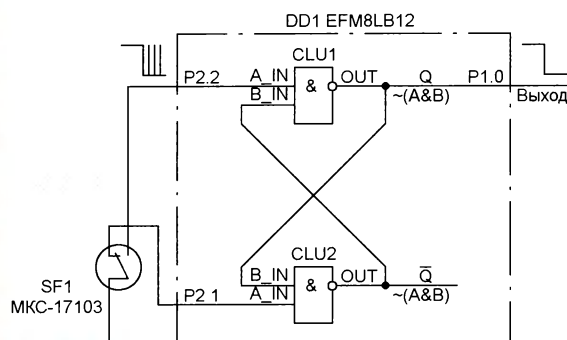 DD1 EFM8LB12
CLU1
P2.2 A_IN & OUT Q P1.0
B_IN ~(A&B) Выход
CLU2
B_IN & OUT Q̅
P2 1 A_IN ~(A&B)
SF1
МКС-17103